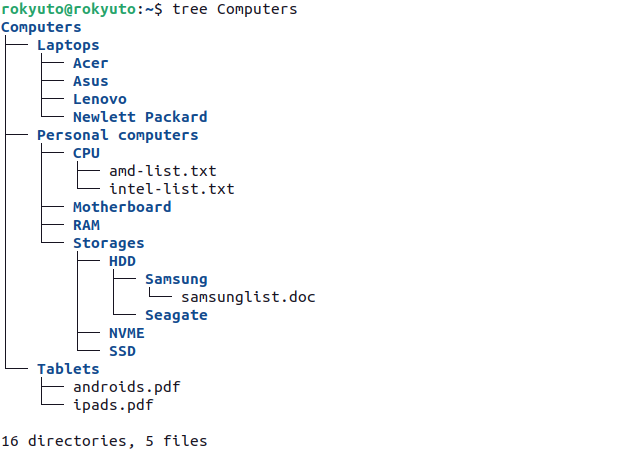 rokyuto@rokyuto:~$ tree Computers
Computers
├── Laptops
│   ├── Acer
│   ├── Asus
│   ├── Lenovo
│   └── Newlett Packard
├── Personal computers
│   ├── CPU
│   │   ├── amd-list.txt
│   │   └── intel-list.txt
│   ├── Motherboard
│   ├── RAM
│   └── Storages
│       ├── HDD
│       │   ├── Samsung
│       │   │   └── samsunglist.doc
│       │   └── Seagate
│       ├── NVME
│       └── SSD
└── Tablets
    ├── androids.pdf
    └── ipads.pdf

16 directories, 5 files